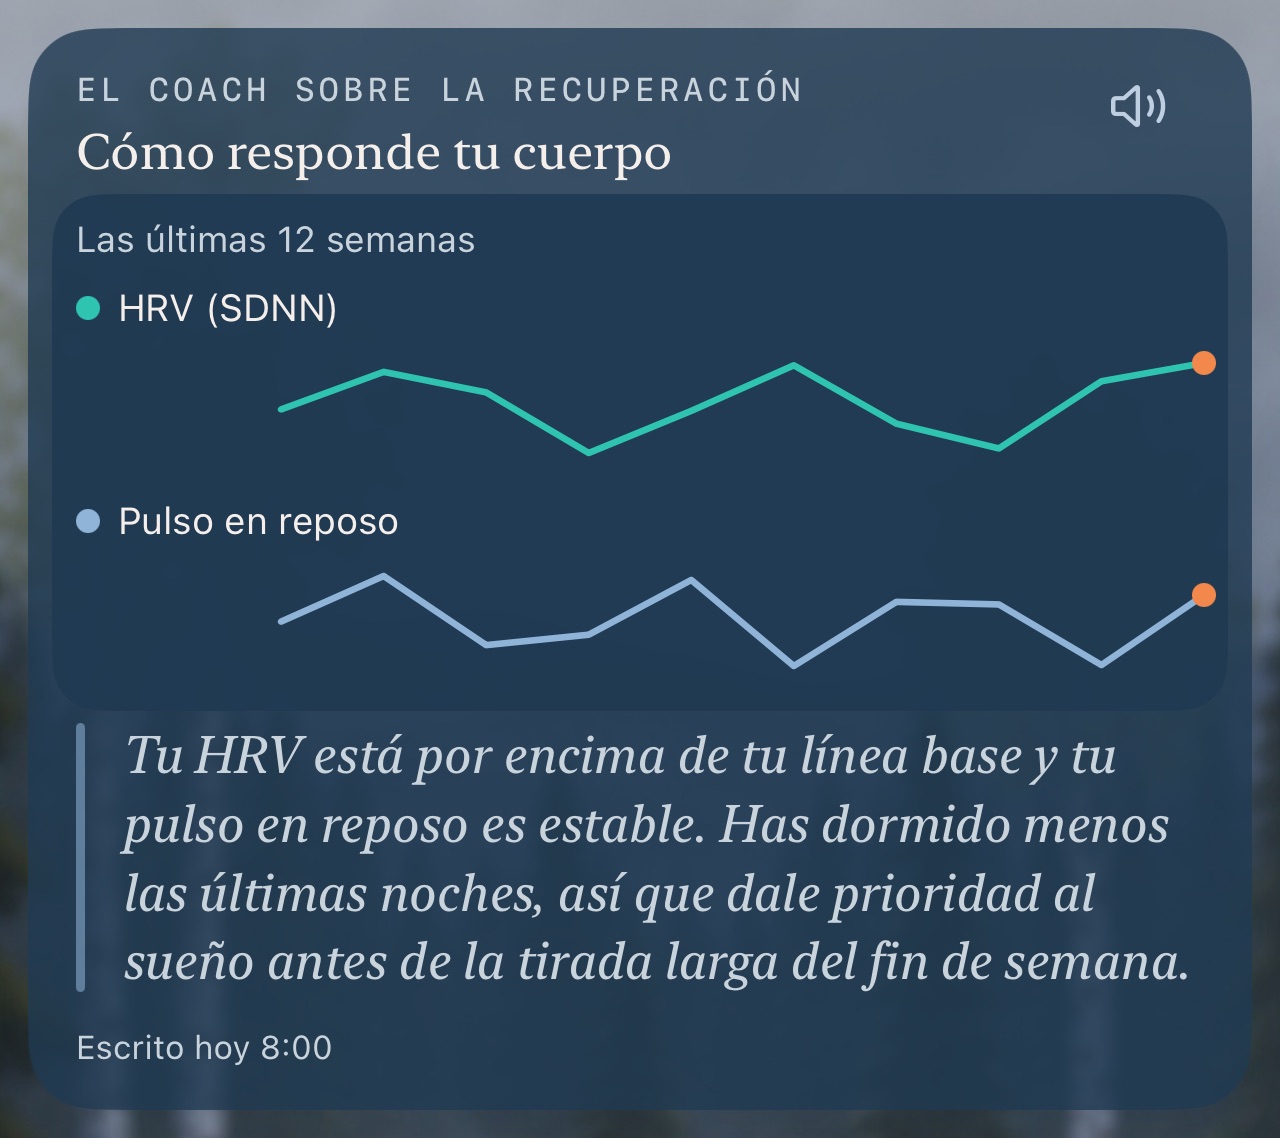 EL COACH SOBRE LA RECUPERACIÓN
Cómo responde tu cuerpo
Las últimas 12 semanas
HRV (SDNN)
Pulso en reposo
Tu HRV está por encima de tu línea base y tu
pulso en reposo es estable. Has dormido menos
las últimas noches, así que dale prioridad al
sueño antes de la tirada larga del fin de semana.
Escrito hoy 8:00